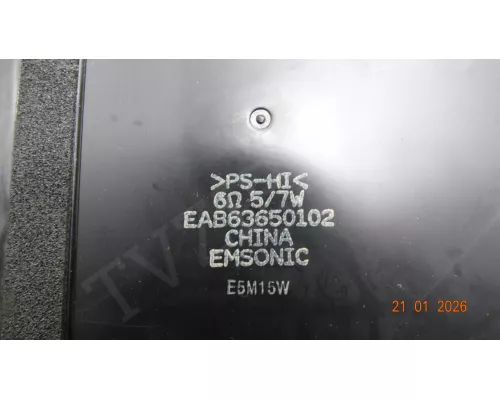 >PS-HI<
6Ω 5/7W
EAB63650102
CHINA
EMSONIC
E5M15W
21 01 2026